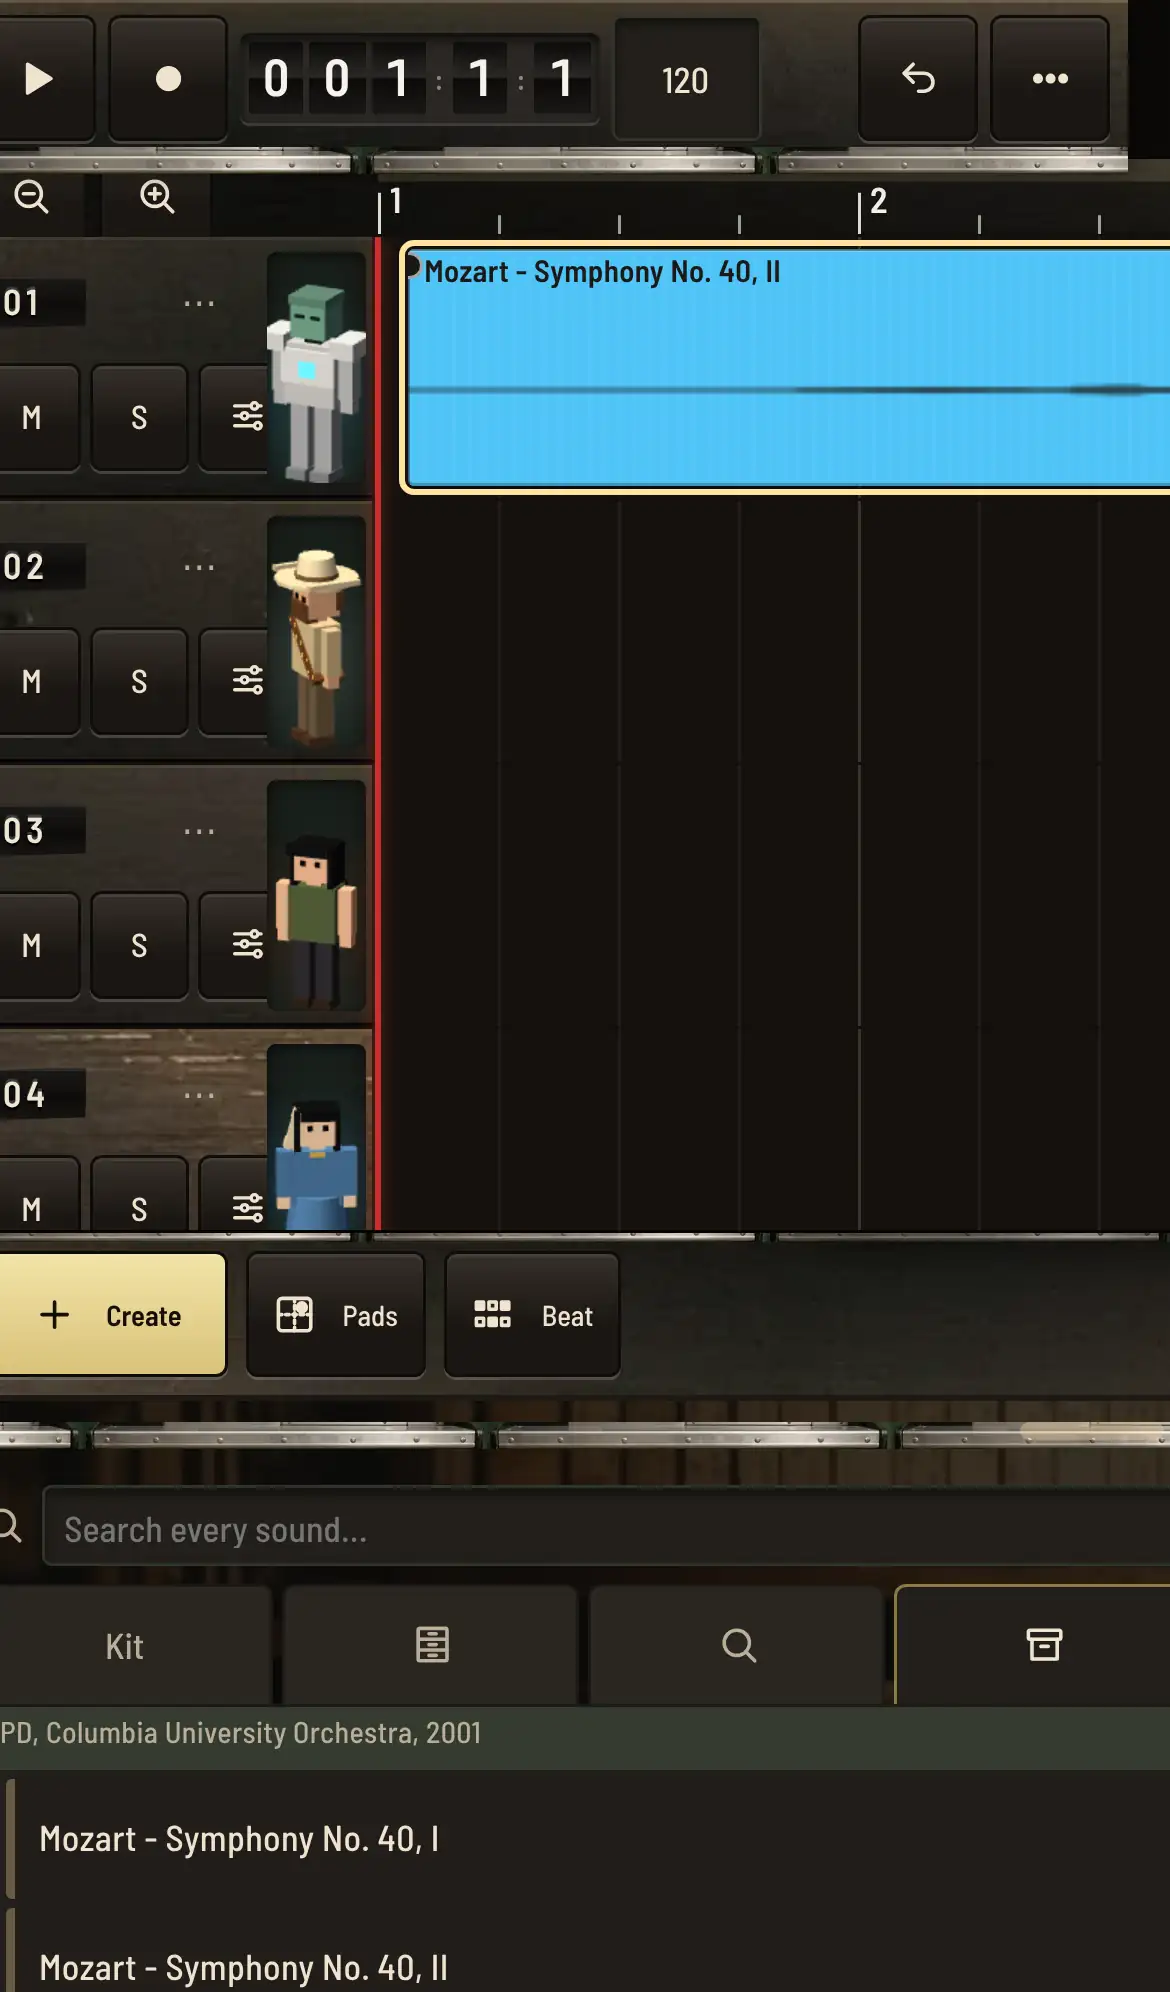 0 0 1 : 1 : 1
120
1
2
01
...
Mozart - Symphony No. 40, II
M
S
02
...
M
S
03
...
M
S
04
...
M
S
Create
Pads
Beat
Search every sound...
Kit
PD, Columbia University Orchestra, 2001
Mozart - Symphony No. 40, I
Mozart - Symphony No. 40, II